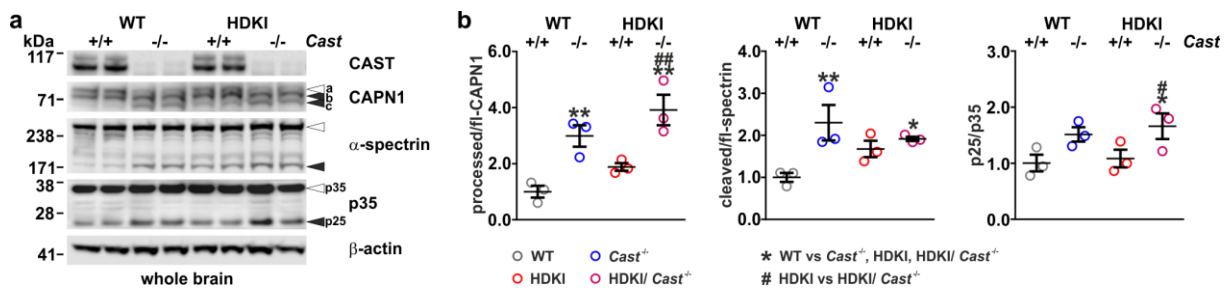 a
WT HDKI
kDa +/+ -/- +/+ -/- Cast
117 CAST
71 a b c CAPN1
238
171 α-spectrin
38 p35
28 p35
p25
41 β-actin
whole brain
b
WT HDKI
+/+ -/- +/+ -/-
processed/fl-CAPN1
6.0
4.0
2.0
0.0
** ## **
WT HDKI
+/+ -/- +/+ -/-
cleaved/fl-spectrin
4.0
3.0
2.0
1.0
0.0
** *
WT HDKI
+/+ -/- +/+ -/- Cast
p25/p35
3.0
2.0
1.0
0.0
# *
WT Cast-/-
HDKI HDKI/ Cast-/-
* WT vs Cast-/-, HDKI, HDKI/ Cast-/-
# HDKI vs HDKI/ Cast-/-